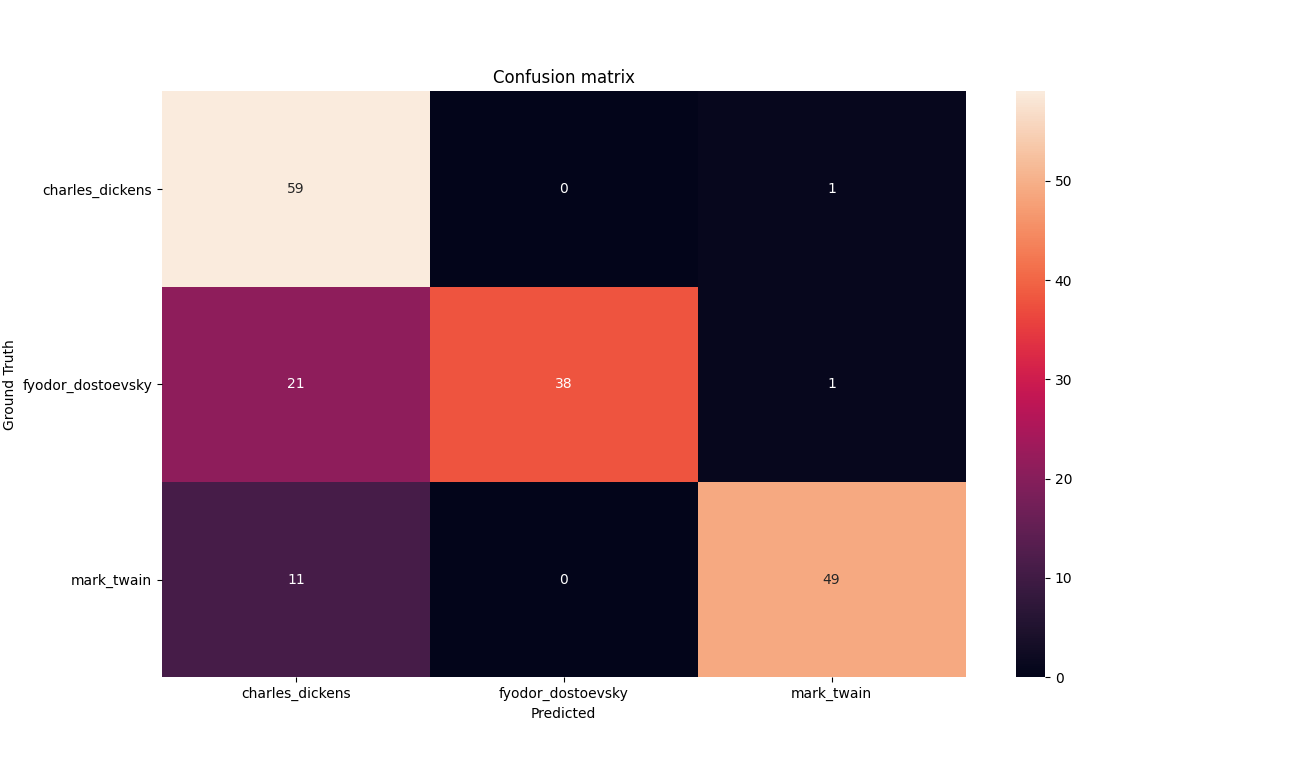 Confusion matrix
charles_dickens
59
0
1
50
40
Ground Truth
fyodor_dostoevsky
21
38
1
30
20
mark_twain
11
0
49
10
0
charles_dickens
fyodor_dostoevsky
mark_twain
Predicted